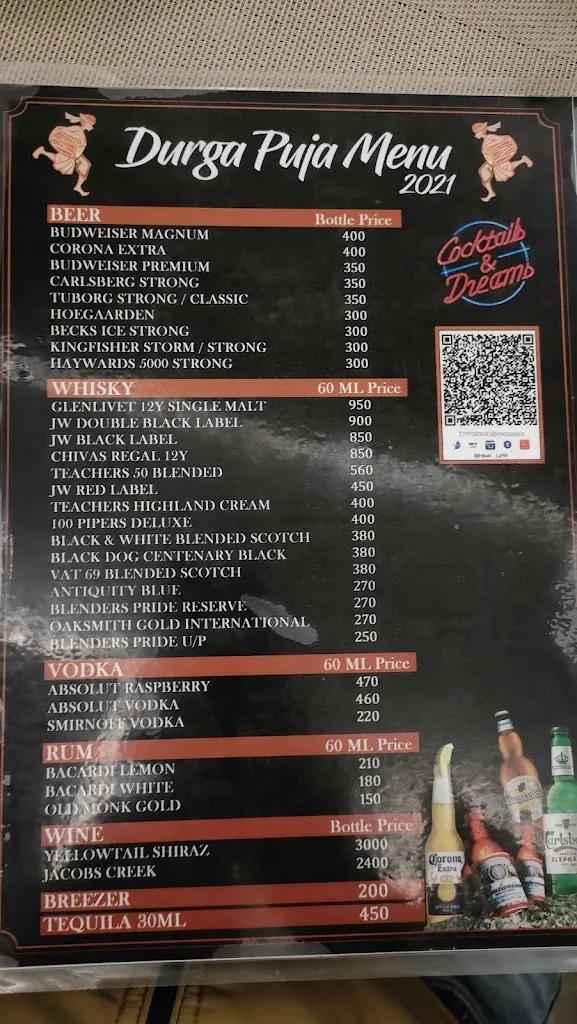 Durga Puja Menu
2021
BEER Bottle Price
BUDWEISER MAGNUM 400
CORONA EXTRA 400
BUDWEISER PREMIUM 350
CARLSBERG STRONG 350
TUBORG STRONG / CLASSIC 350
HOEGAARDEN 300
BECKS ICE STRONG 300
KINGFISHER STORM / STRONG 300
HAYWARDS 5000 STRONG 300
WHISKY 60 ML Price
GLENLIVET 12Y SINGLE MALT 950
JW DOUBLE BLACK LABEL 900
JW BLACK LABEL 850
CHIVAS REGAL 12Y 850
TEACHERS 50 BLENDED 560
JW RED LABEL 450
TEACHERS HIGHLAND CREAM 400
100 PIPERS DELUXE 400
BLACK & WHITE BLENDED SCOTCH 380
BLACK DOG CENTENARY BLACK 380
VAT 69 BLENDED SCOTCH 380
ANTIQUITY BLUE 270
BLENDERS PRIDE RESERVE 270
OAKSMITH GOLD INTERNATIONAL 270
BLENDERS PRIDE U/P 250
VODKA 60 ML Price
ABSOLUT RASPBERRY 470
ABSOLUT VODKA 460
SMIRNOFF VODKA 220
RUM 60 ML Price
BACARDI LEMON 210
BACARDI WHITE 180
OLD MONK GOLD 150
WINE Bottle Price
YELLOWTAIL SHIRAZ 3000
JACOBS CREEK 2400
BREEZER 200
TEQUILA 30ML 450
Cocktails
&
Dreams
BHIM UPI
Corona
Extra
Budweiser
Carlsberg
ELEPHANT